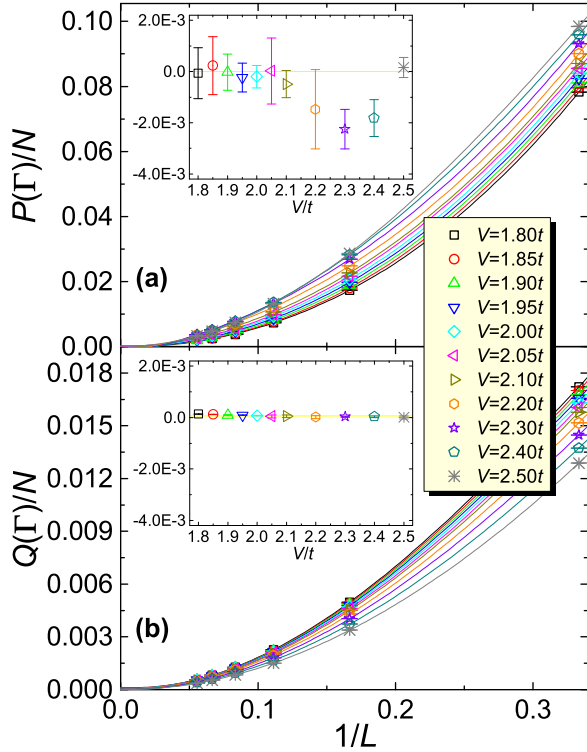 P(Γ)/N
0.10
0.08
0.06
0.04
0.02
0.00
2.0E-3
0.0
-2.0E-3
-4.0E-3
1.8 1.9 2.0 2.1 2.2 2.3 2.4 2.5
V/t
(a)
V=1.80t
V=1.85t
V=1.90t
V=1.95t
V=2.00t
V=2.05t
V=2.10t
V=2.20t
V=2.30t
V=2.40t
V=2.50t
Q(Γ)/N
0.018
0.015
0.012
0.009
0.006
0.003
0.000
2.0E-3
0.0
-2.0E-3
-4.0E-3
1.8 1.9 2.0 2.1 2.2 2.3 2.4 2.5
V/t
(b)
0.0 0.1 0.2 0.3
1/L